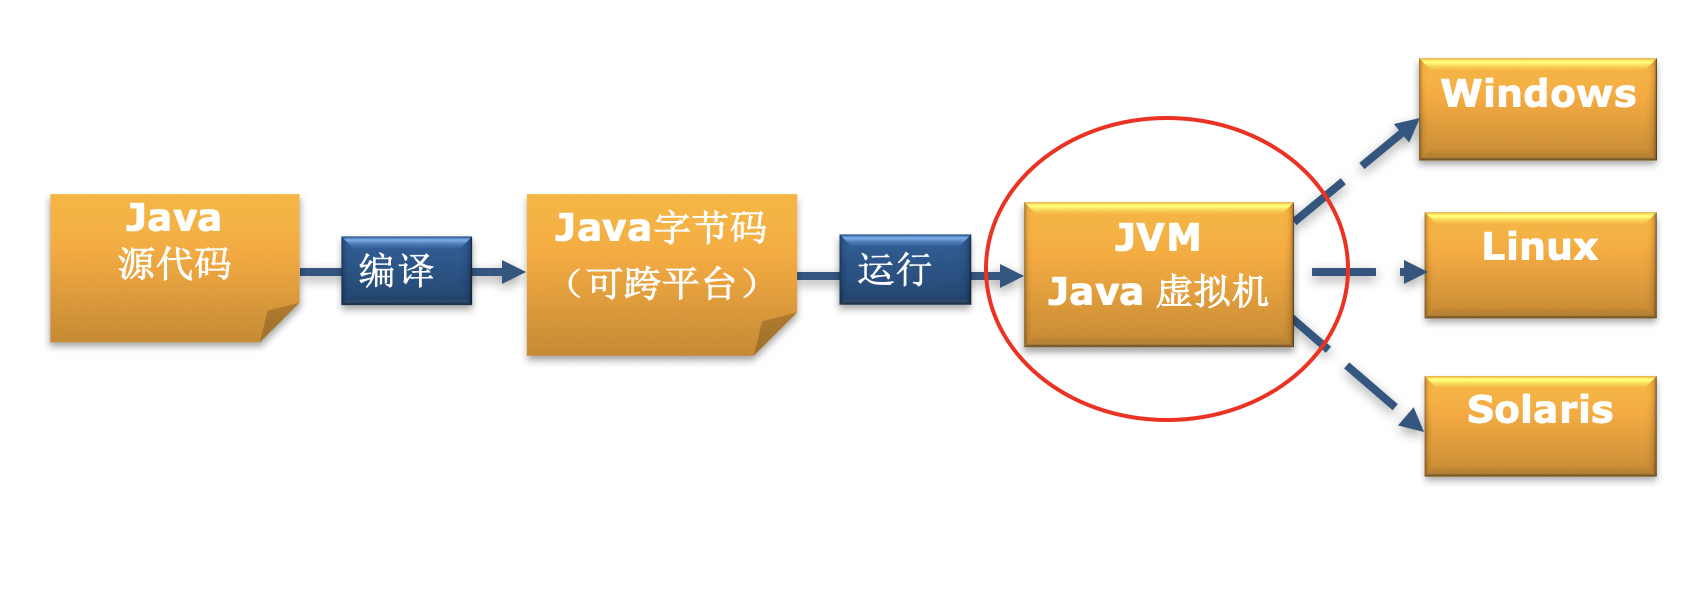 Java
源代码
编译
Java字节码
（可跨平台）
运行
JVM
Java 虚拟机
Windows
Linux
Solaris